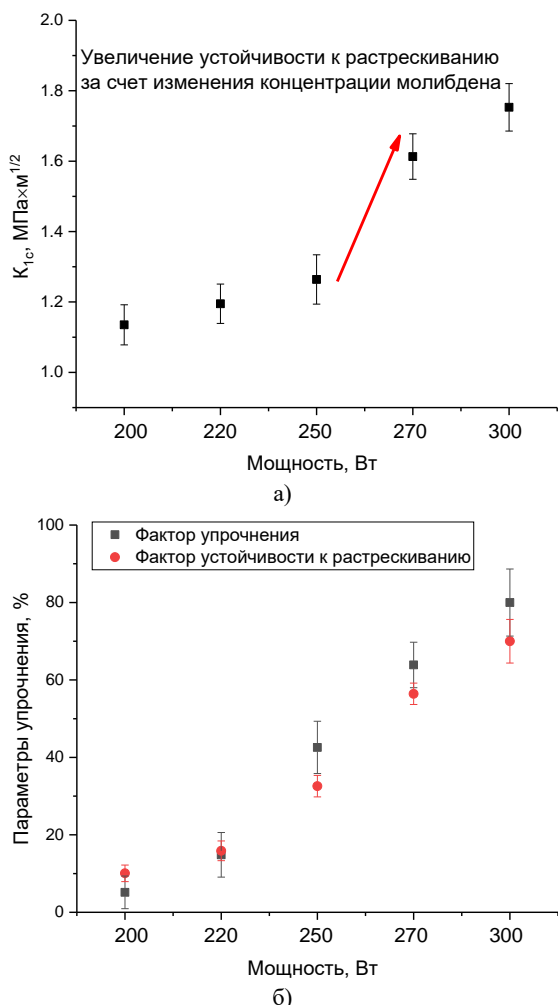 2.0
Увеличение устойчивости к растрескиванию
за счет изменения концентрации молибдена
1.8
1.6
1.4
1.2
1.0
K1c, МПа×м1/2
200 220 250 270 300
Мощность, Вт
а)
100
Фактор упрочнения
Фактор устойчивости к растрескиванию
80
60
40
20
0
Параметры упрочнения, %
200 220 250 270 300
Мощность, Вт
б)